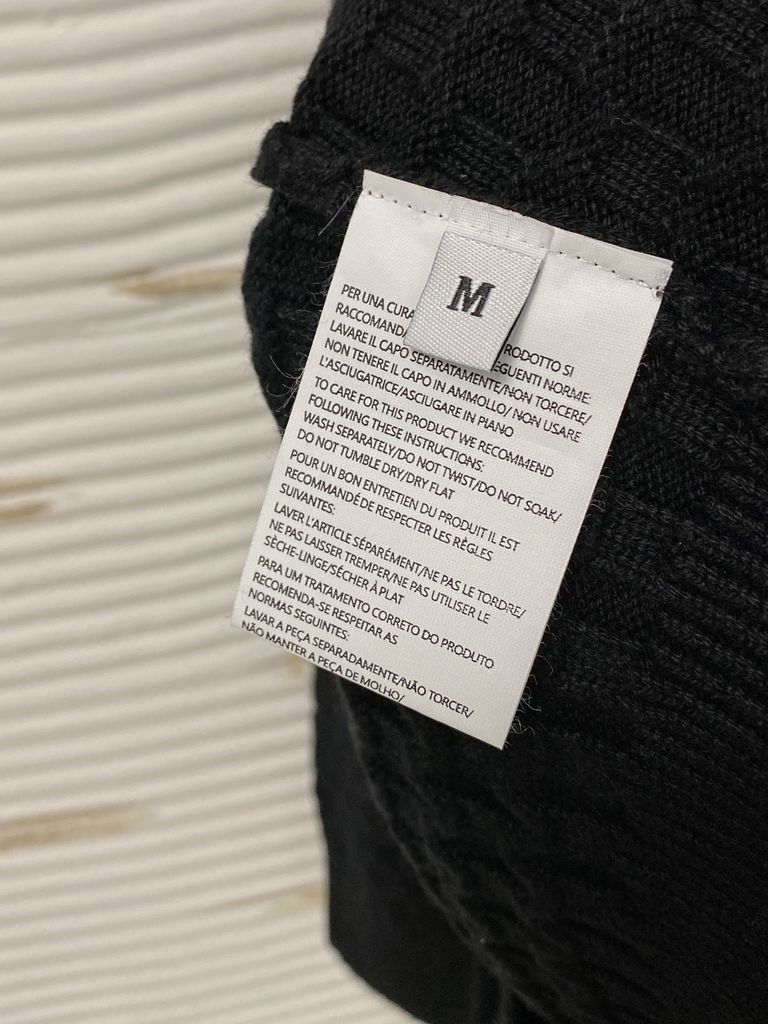 M
PER UNA CURA RODOTTO SI
RACCOMANDA EGUENTI NORME:
LAVARE IL CAPO SEPARATAMENTE/NON TORCERE/
NON TENERE IL CAPO IN AMMOLLO/ NON USARE
L'ASCIUGATRICE/ASCIUGARE IN PIANO
TO CARE FOR THIS PRODUCT WE RECOMMEND
FOLLOWING THESE INSTRUCTIONS:
WASH SEPARATELY/DO NOT TWIST/DO NOT SOAK/
DO NOT TUMBLE DRY/DRY FLAT
POUR UN BON ENTRETIEN DU PRODUIT IL EST
RECOMMANDÉ DE RESPECTER LES RÈGLES
SUIVANTES:
LAVER L'ARTICLE SÉPARÉMENT/NE PAS LE TORDRE/
NE PAS LAISSER TREMPER/NE PAS UTILISER LE
SÈCHE-LINGE/SÉCHER À PLAT
PARA UM TRATAMENTO CORRETO DO PRODUTO
RECOMENDA-SE RESPEITAR AS
NORMAS SEGUINTES:
LAVAR A PEÇA SEPARADAMENTE/NÃO TORCER/
NÃO MANTER A PEÇA DE MOLHO/